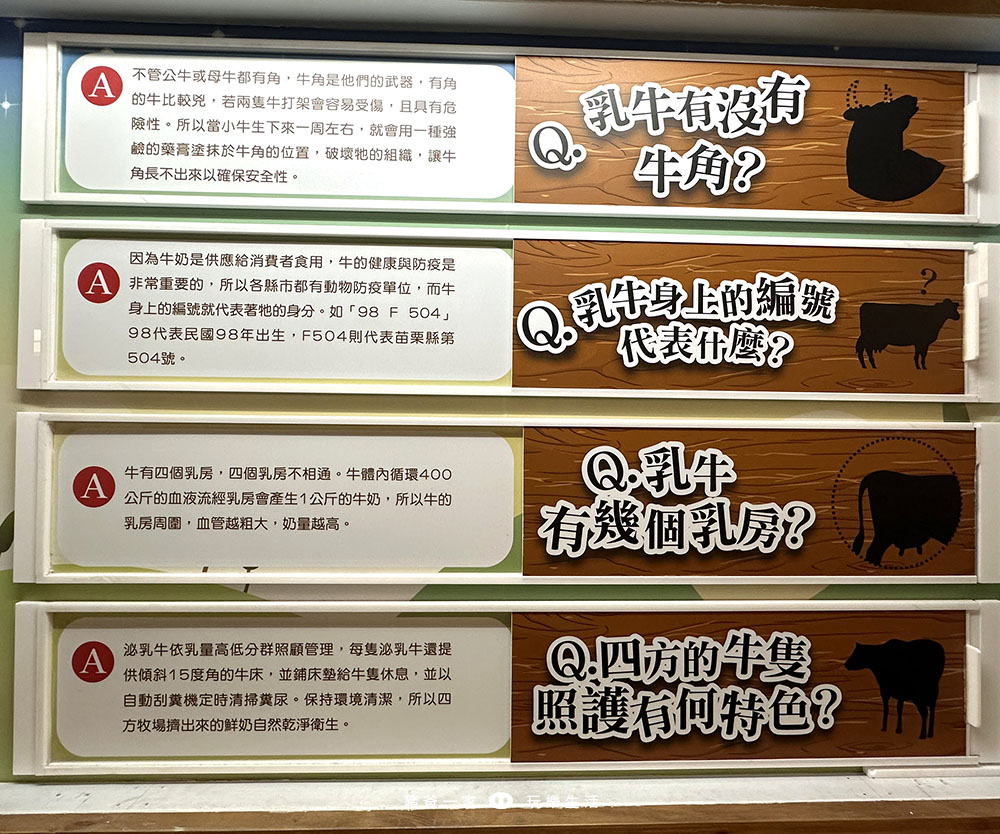 A
不管公牛或母牛都有角，牛角是他們的武器，有角
的牛比較兇，若兩隻牛打架會容易受傷，且具有危
險性。所以當小牛生下來一周左右，就會用一種強
鹼的藥膏塗抹於牛角的位置，破壞牠的組織，讓牛
角長不出來以確保安全性。
Q.乳牛有沒有
牛角?
A
因為牛奶是供應給消費者食用，牛的健康與防疫是
非常重要的，所以各縣市都有動物防疫單位，而牛
身上的編號就代表著牠的身分。如「98 F 504」
98代表民國98年出生，F504則代表苗栗縣第
504號。
Q.乳牛身上的編號
代表什麼?
?
A
牛有四個乳房，四個乳房不相通。牛體內循環400
公斤的血液流經乳房會產生1公斤的牛奶，所以牛的
乳房周圍，血管越粗大，奶量越高。
Q.乳牛
有幾個乳房?
A
泌乳牛依乳量高低分群照顧管理，每隻泌乳牛還提
供傾斜15度角的牛床，並鋪床墊給牛隻休息，並以
自動刮糞機定時清掃糞尿。保持環境清潔，所以四
方牧場擠出來的鮮奶自然乾淨衛生。
Q.四方的牛隻
照護有何特色?